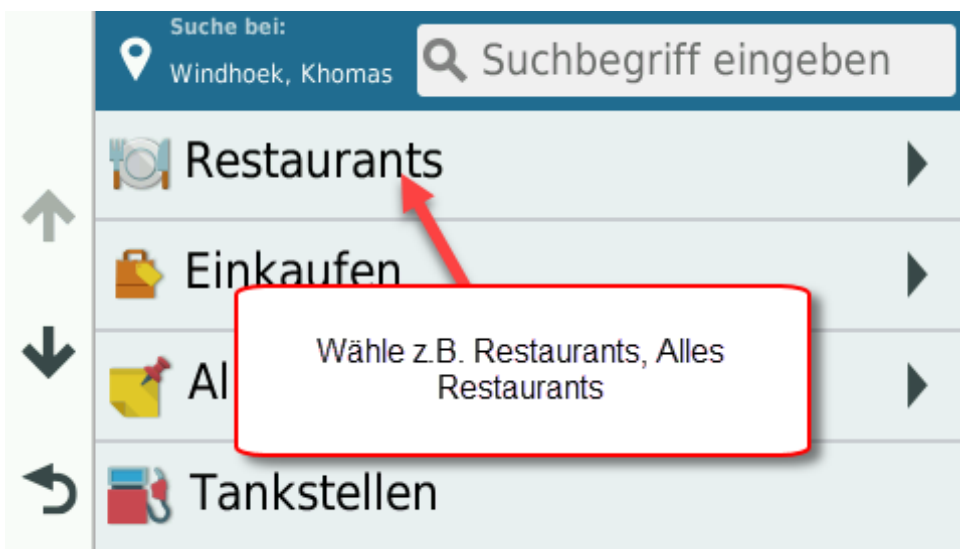 Suche bei:
Windhoek, Khomas
Suchbegriff eingeben
Restaurants
Einkaufen
Wähle z.B. Restaurants, Alles
Restaurants
Al
Tankstellen